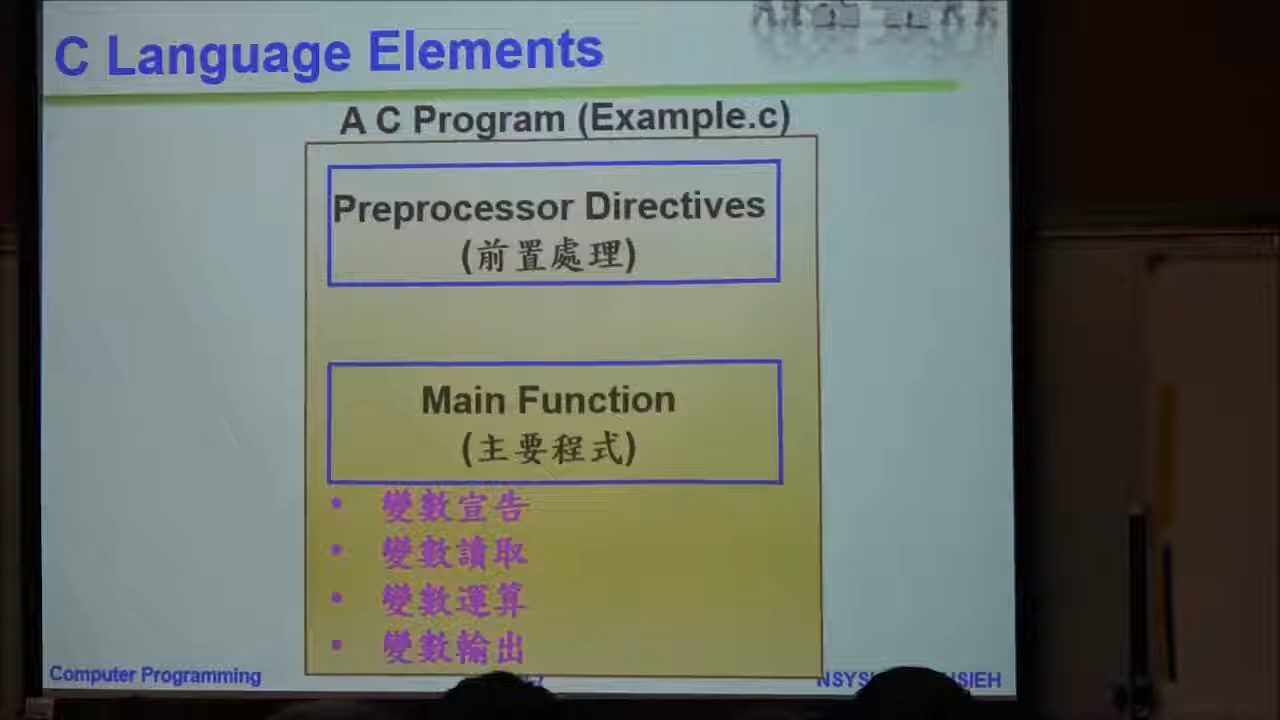 C Language Elements
A C Program (Example.c)
Preprocessor Directives
(前置處理)
Main Function
(主要程式)
• 變數宣告
• 變數讀取
• 變數運算
• 變數輸出
Computer Programming